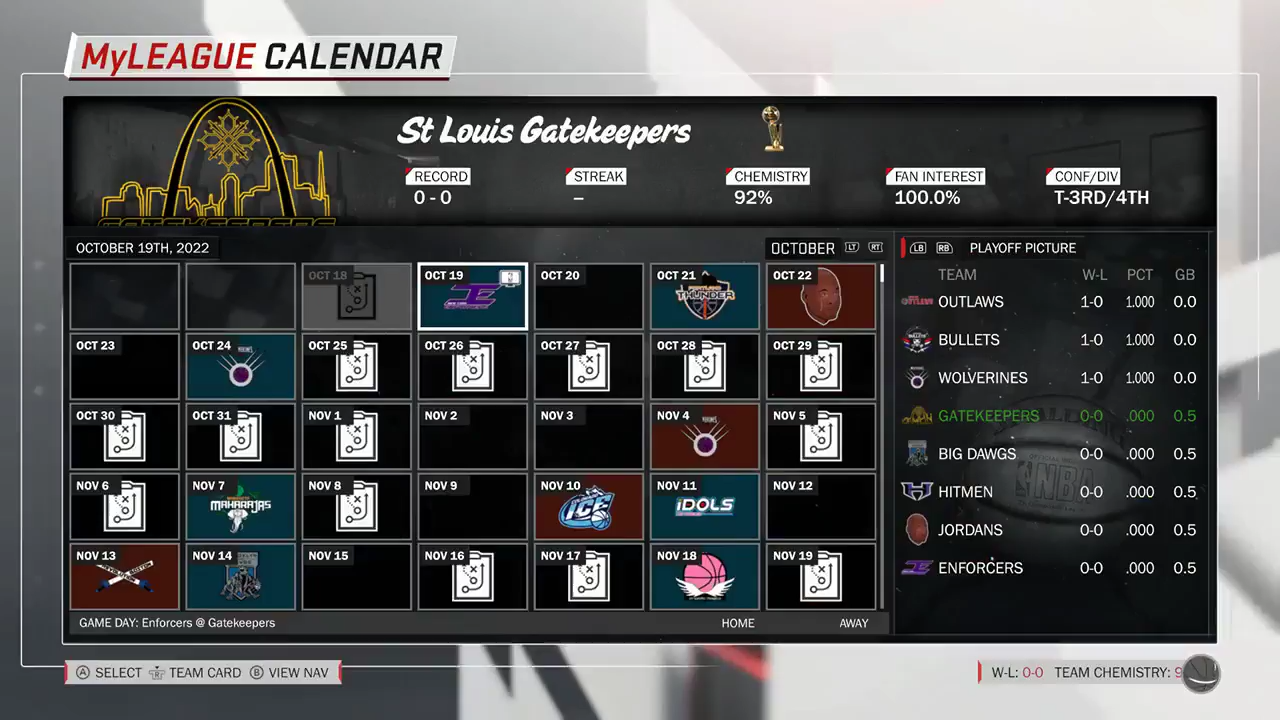 MyLEAGUE CALENDAR
St Louis Gatekeepers
RECORD STREAK CHEMISTRY FAN INTEREST CONF/DIV
0 - 0 – 92% 100.0% T-3RD/4TH
GATEKEEPERS
OCTOBER 19TH, 2022 OCTOBER LT RT
LB RB PLAYOFF PICTURE
TEAM W-L PCT GB
OUTLAWS 1-0 1.000 0.0
BULLETS 1-0 1.000 0.0
WOLVERINES 1-0 1.000 0.0
GATEKEEPERS 0-0 .000 0.5
BIG DAWGS 0-0 .000 0.5
HITMEN 0-0 .000 0.5
JORDANS 0-0 .000 0.5
ENFORCERS 0-0 .000 0.5
NBA
OCT 18 OCT 19 OCT 20 OCT 21 OCT 22
THUNDER
OCT 23 OCT 24 OCT 25 OCT 26 OCT 27 OCT 28 OCT 29
OCT 30 OCT 31 NOV 1 NOV 2 NOV 3 NOV 4 NOV 5
NOV 6 NOV 7 NOV 8 NOV 9 NOV 10 NOV 11 NOV 12
MAHARAJAS ICE IDOLS
NOV 13 NOV 14 NOV 15 NOV 16 NOV 17 NOV 18 NOV 19
GAME DAY: Enforcers @ Gatekeepers HOME AWAY
A SELECT R TEAM CARD B VIEW NAV
W-L: 0-0 TEAM CHEMISTRY: 9